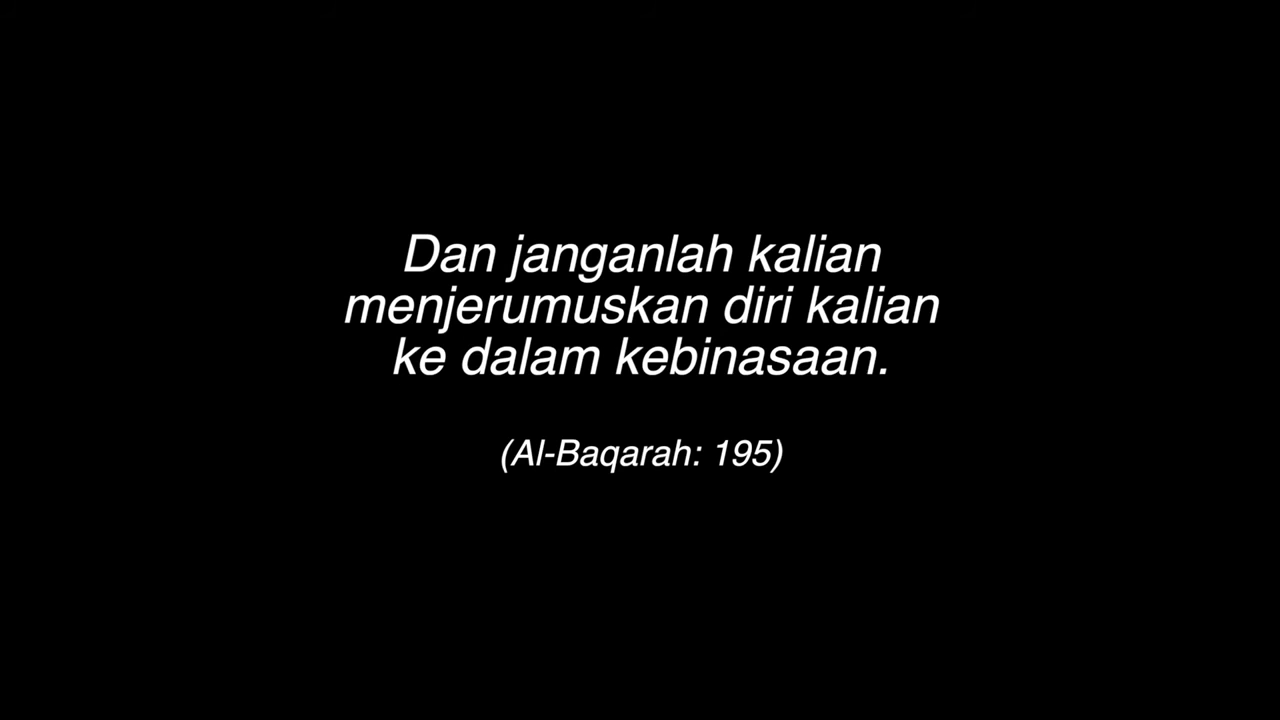 Dan janganlah kalian
menjerumuskan diri kalian
ke dalam kebinasaan.
(Al-Baqarah: 195)